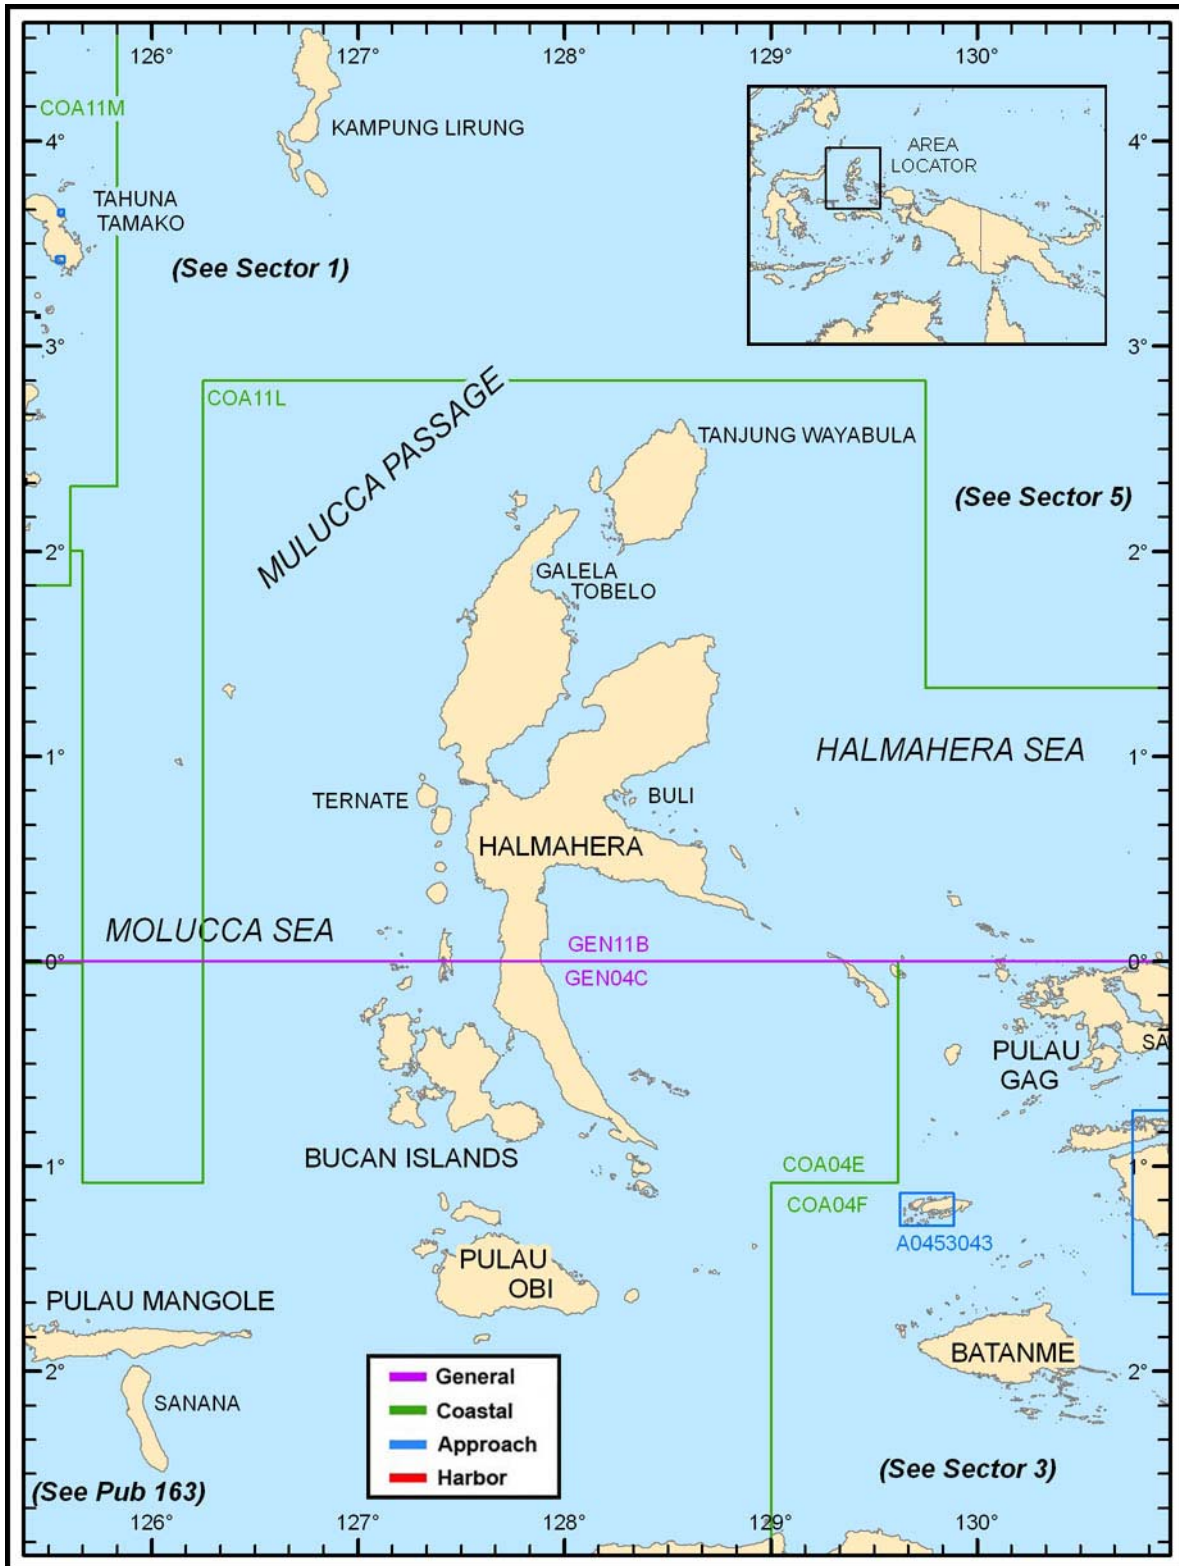 126°
127°
128°
129°
130°
COA11M
KAMPUNG LIRUNG
4°
4°
AREA
LOCATOR
TAHUNA
TAMAKO
(See Sector 1)
3°
3°
COA11L
MULUCCA PASSAGE
TANJUNG WAYABULA
(See Sector 5)
2°
2°
GALELA
TOBELO
HALMAHERA SEA
1°
1°
TERNATE
BULI
HALMAHERA
MOLUCCA SEA
GEN11B
0°
0°
GEN04C
PULAU
GAG
SA
BUCAN ISLANDS
COA04E
1°
1°
COA04F
A0453043
PULAU
OBI
PULAU MANGOLE
BATANME
2°
2°
General
SANANA
Coastal
Approach
(See Sector 3)
Harbor
(See Pub 163)
126°
127°
128°
129°
130°